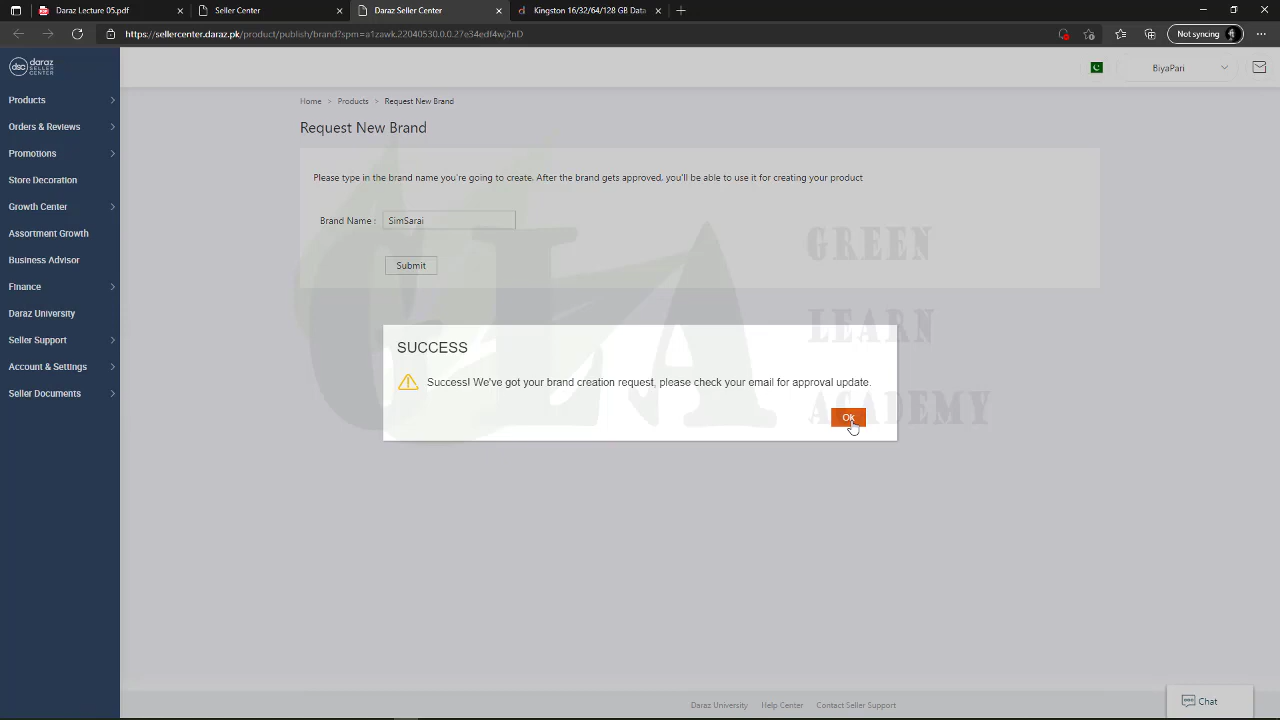 Daraz Lecture 05.pdf
Seller Center
Daraz Seller Center
Kingston 16/32/64/128 GB Data
https://sellercenter.daraz.pk/product/publish/brand?spm=a1zawk.22040530.0.0.27e34edf4wj2nD
Not syncing
dsc daraz SELLER CENTER
BiyaPari
Products
Orders & Reviews
Promotions
Store Decoration
Growth Center
Assortment Growth
Business Advisor
Finance
Daraz University
Seller Support
Account & Settings
Seller Documents
Home > Products > Request New Brand
Request New Brand
Please type in the brand name you're going to create. After the brand gets approved, you'll be able to use it for creating your product
Brand Name : SimSarai
Submit
GLA
GREEN
LEARN
ACADEMY
SUCCESS
Success! We've got your brand creation request, please check your email for approval update.
Ok
Daraz University Help Center Contact Seller Support
Chat